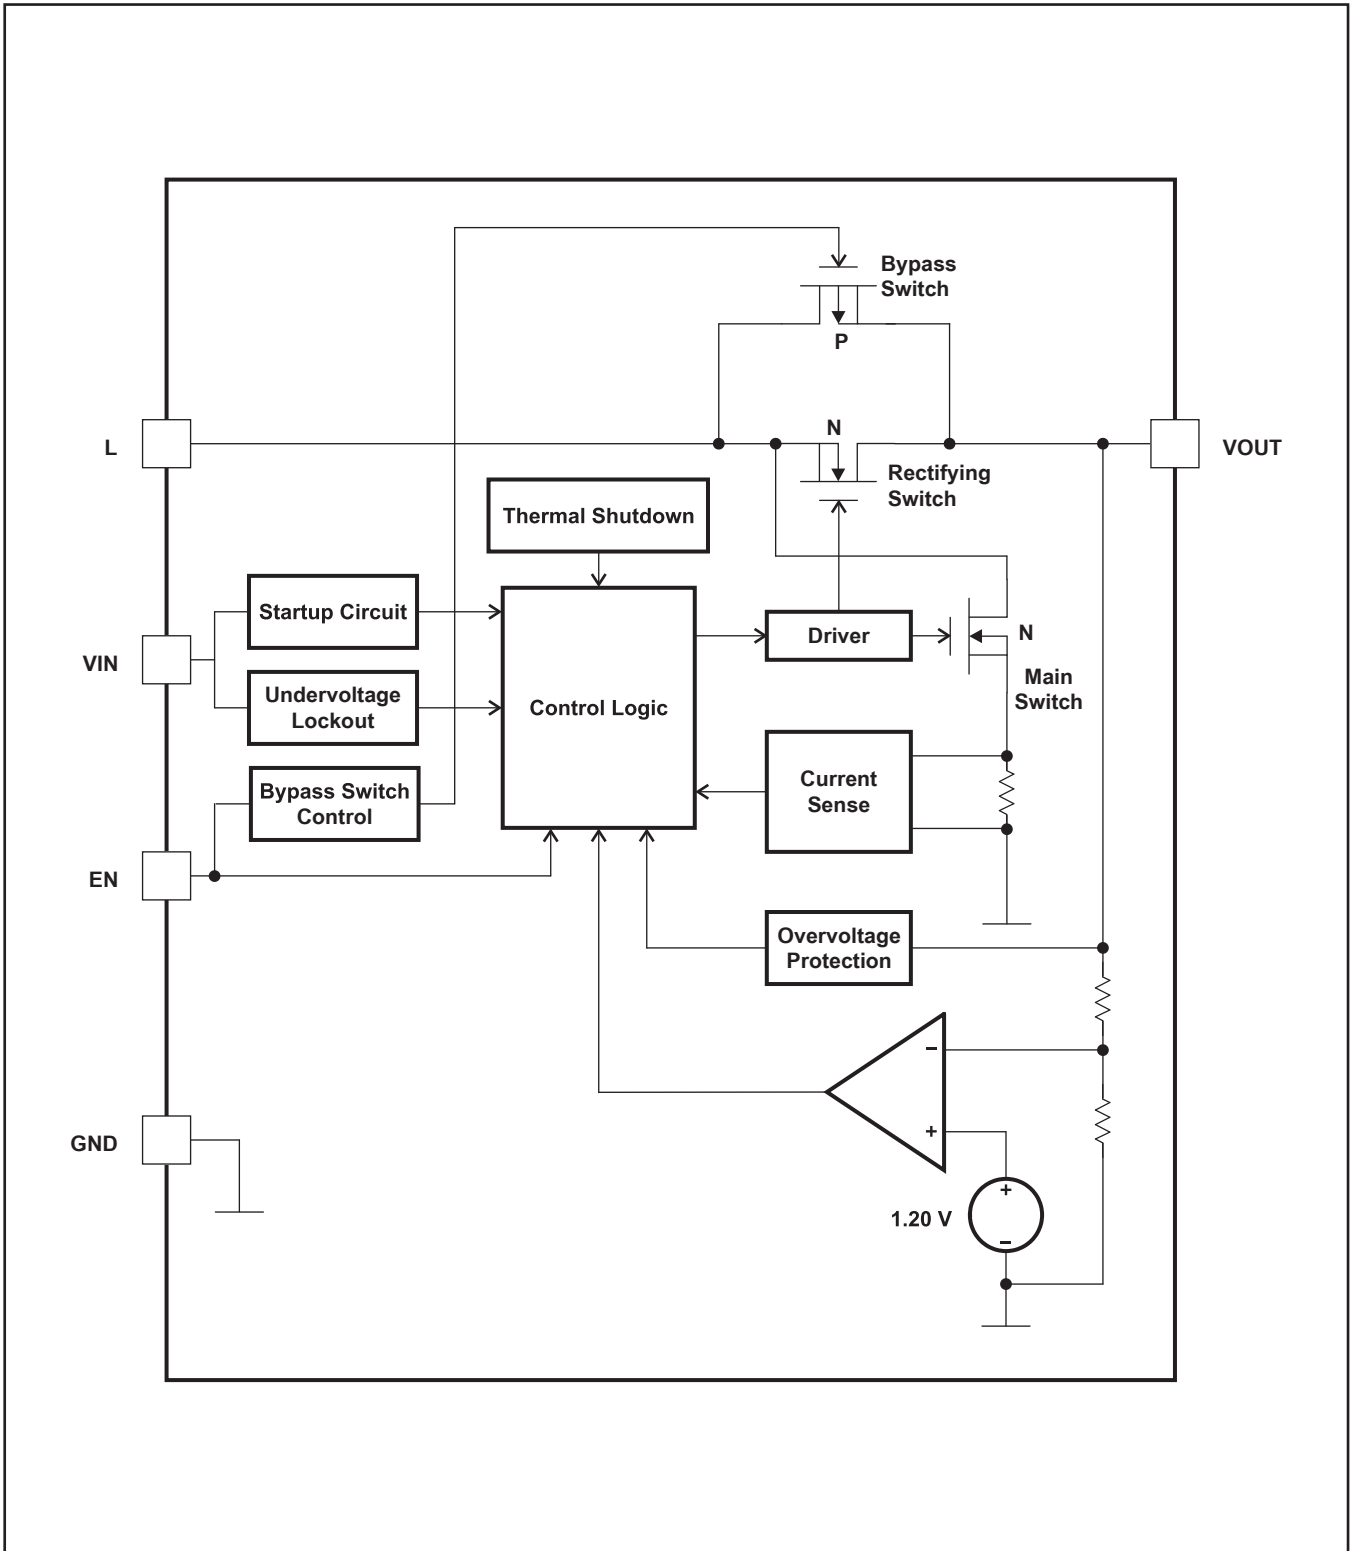 Bypass
Switch
P
L
N
VOUT
Rectifying
Switch
Thermal Shutdown
Startup Circuit
Driver
N
VIN
Main
Switch
Undervoltage
Lockout
Control Logic
Current
Sense
Bypass Switch
Control
EN
Overvoltage
Protection
−
+
GND
+
1.20 V
−